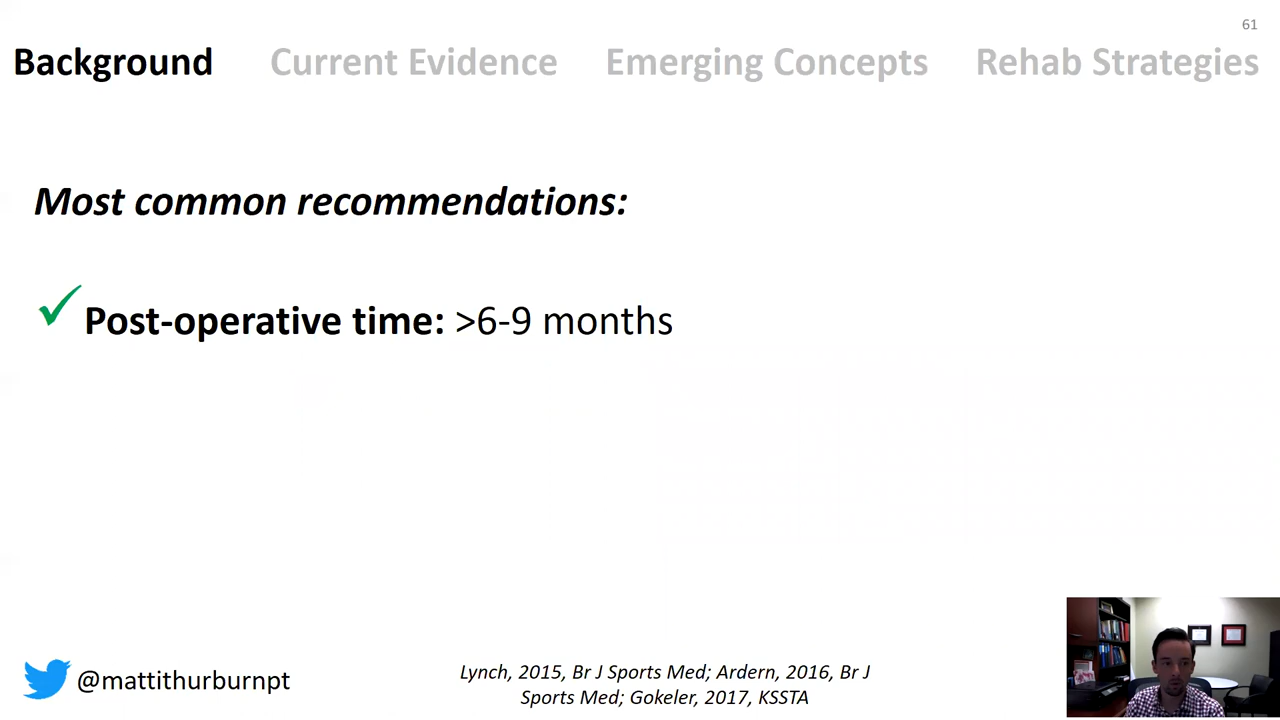 61
Background Current Evidence Emerging Concepts Rehab Strategies
Most common recommendations:
✓ Post-operative time: >6-9 months
@mattithurburnpt
Lynch, 2015, Br J Sports Med; Ardern, 2016, Br J
Sports Med; Gokeler, 2017, KSSTA